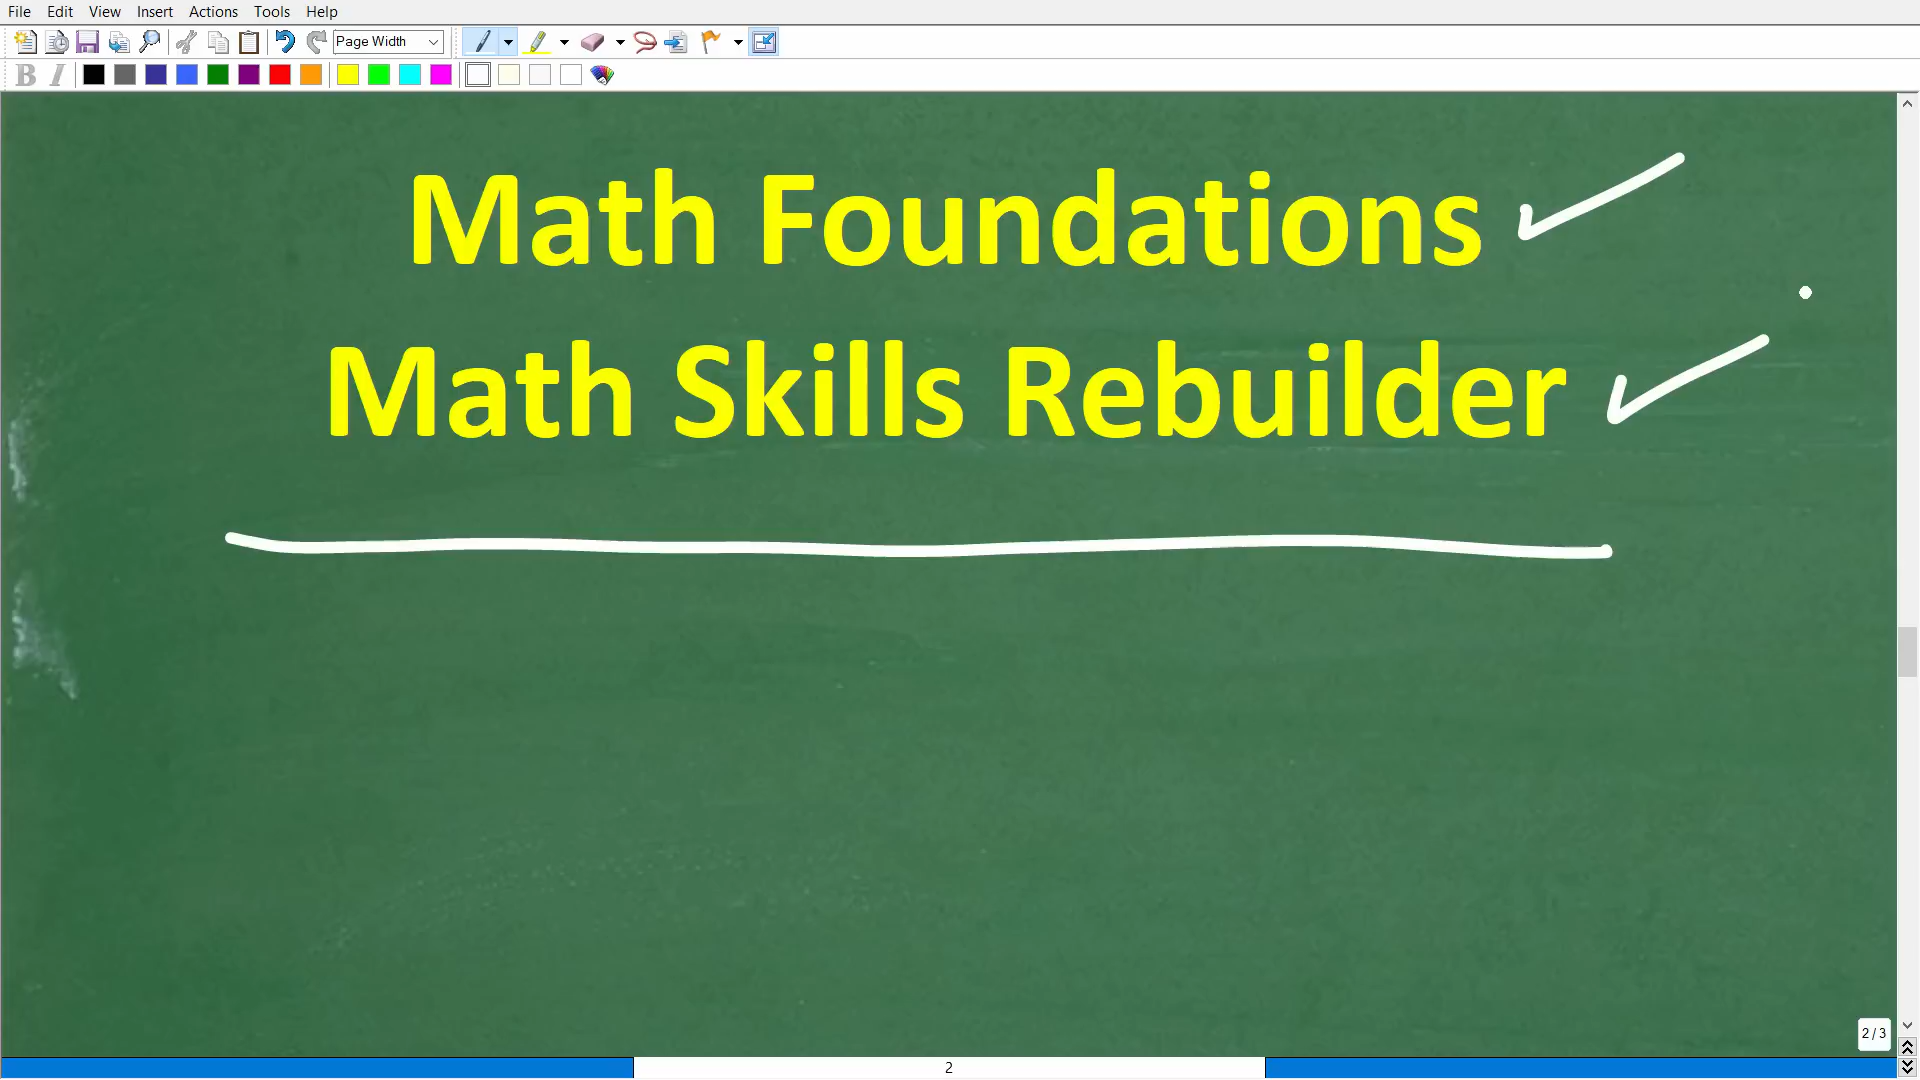 File Edit View Insert Actions Tools Help
Page Width
B I
Math Foundations
Math Skills Rebuilder
2 / 3
2